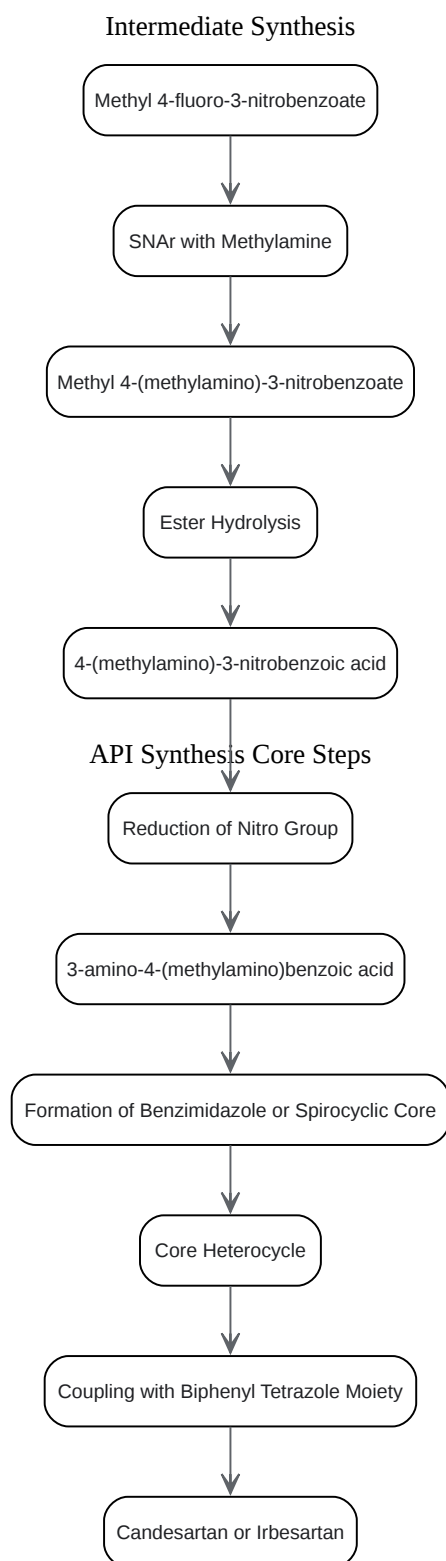 Intermediate Synthesis
Methyl 4-fluoro-3-nitrobenzoate
SNAr with Methylamine
Methyl 4-(methylamino)-3-nitrobenzoate
Ester Hydrolysis
4-(methylamino)-3-nitrobenzoic acid
API Synthesis Core Steps
Reduction of Nitro Group
3-amino-4-(methylamino)benzoic acid
Formation of Benzimidazole or Spirocyclic Core
Core Heterocycle
Coupling with Biphenyl Tetrazole Moiety
Candesartan or Irbesartan